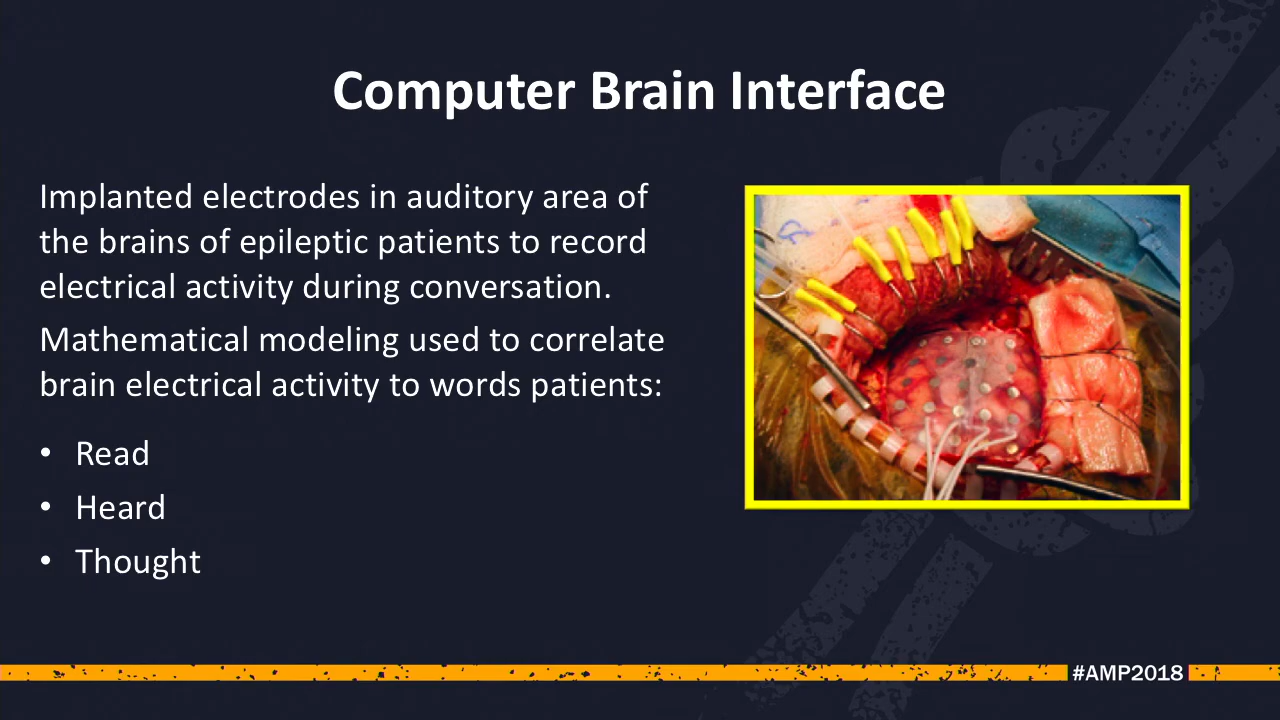 Computer Brain Interface
Implanted electrodes in auditory area of
the brains of epileptic patients to record
electrical activity during conversation.
Mathematical modeling used to correlate
brain electrical activity to words patients:
• Read
• Heard
• Thought
#AMP2018